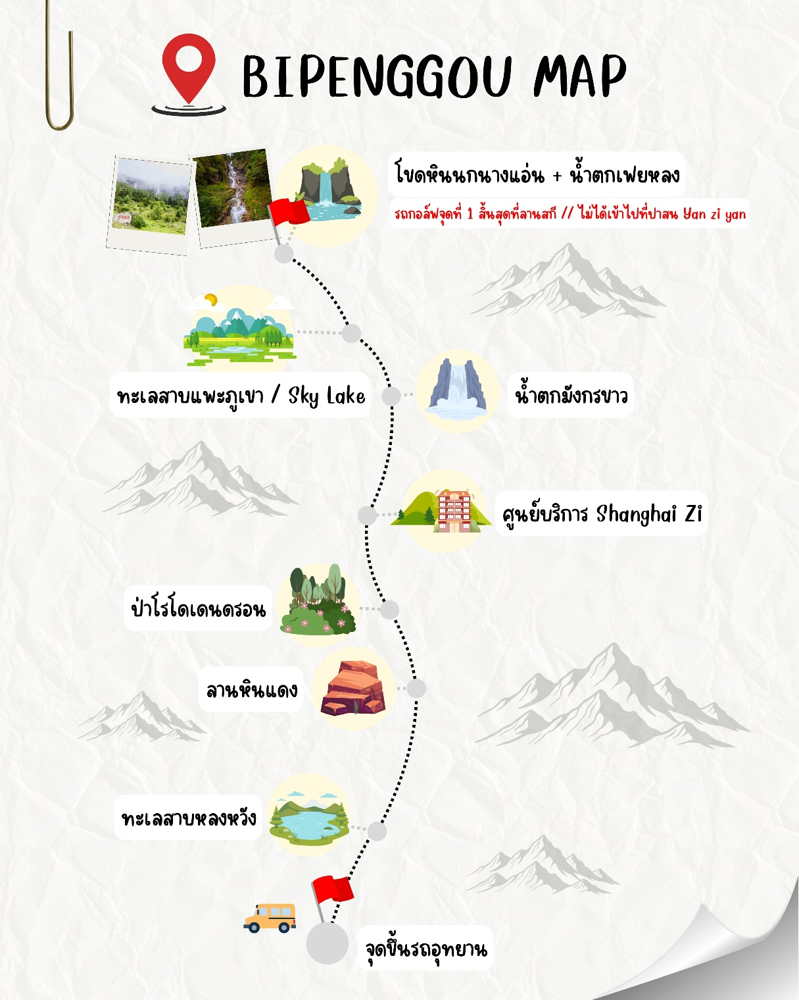 BIPENGGOU MAP
โขดหินนกนางแอ่น + น้ำตกเฟยหลง
รถกอล์ฟจุดที่ 1 สิ้นสุดที่ลานสกี // ไม่ได้เข้าไปที่ปาสน Yan zi yan
ทะเลสาบแพะภูเขา / Sky Lake
น้ำตกมังกรขาว
ศูนย์บริการ Shanghai Zi
ป่าโรโดเดนดรอน
ลานหินแดง
ทะเลสาบหลงหวัง
จุดขึ้นรถอุทยาน